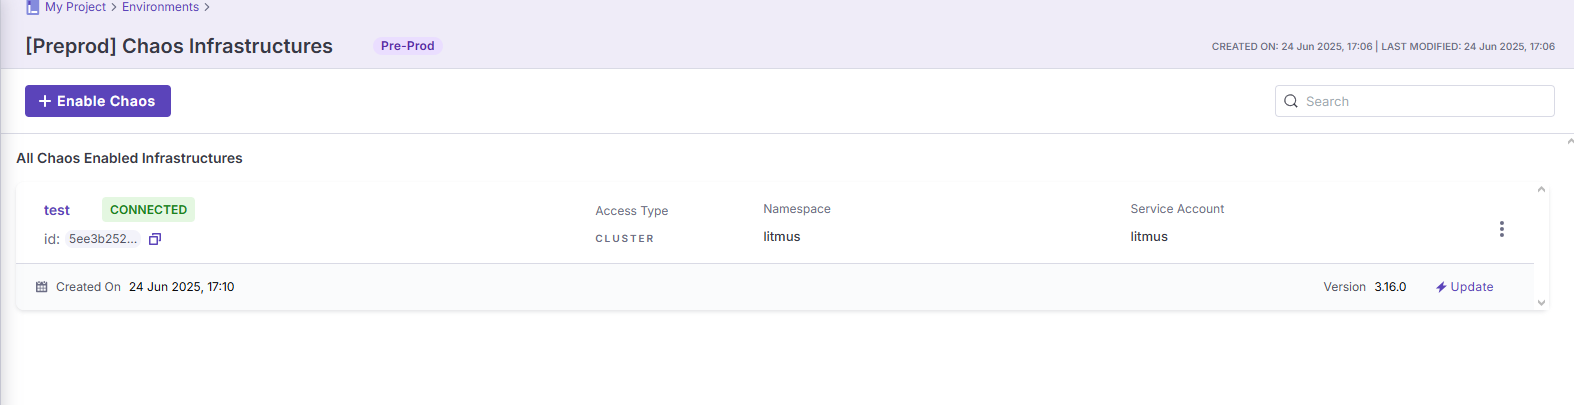 My Project > Environments >
[Preprod] Chaos Infrastructures Pre-Prod CREATED ON: 24 Jun 2025, 17:06 | LAST MODIFIED: 24 Jun 2025, 17:06
+ Enable Chaos Search
All Chaos Enabled Infrastructures
test CONNECTED Access Type Namespace Service Account
id: 5ee3b252... CLUSTER litmus litmus
Created On 24 Jun 2025, 17:10 Version 3.16.0 Update